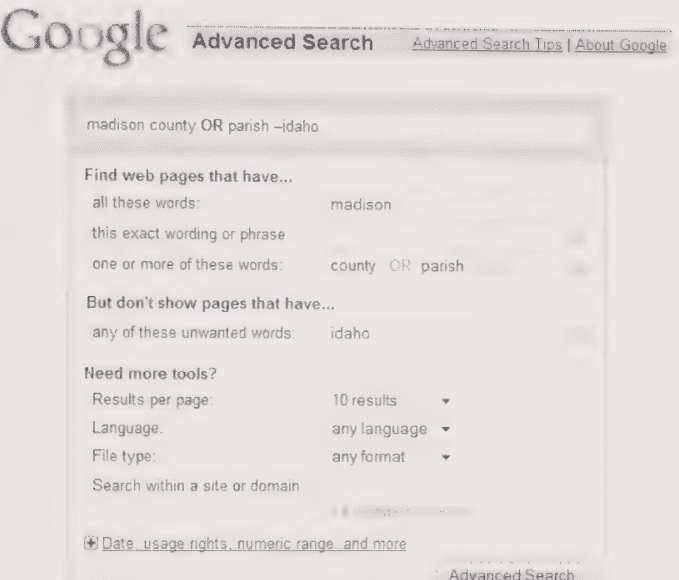 Google Advanced Search Advanced Search Tips | About Google
madison county OR parish –idaho
Find web pages that have...
all these words: madison
this exact wording or phrase
one or more of these words: county OR parish
But don't show pages that have...
any of these unwanted words: idaho
Need more tools?
Results per page: 10 results
Language. any language
File type: any format
Search within a site or domain
Date, usage rights, numeric range, and more
Advanced Search